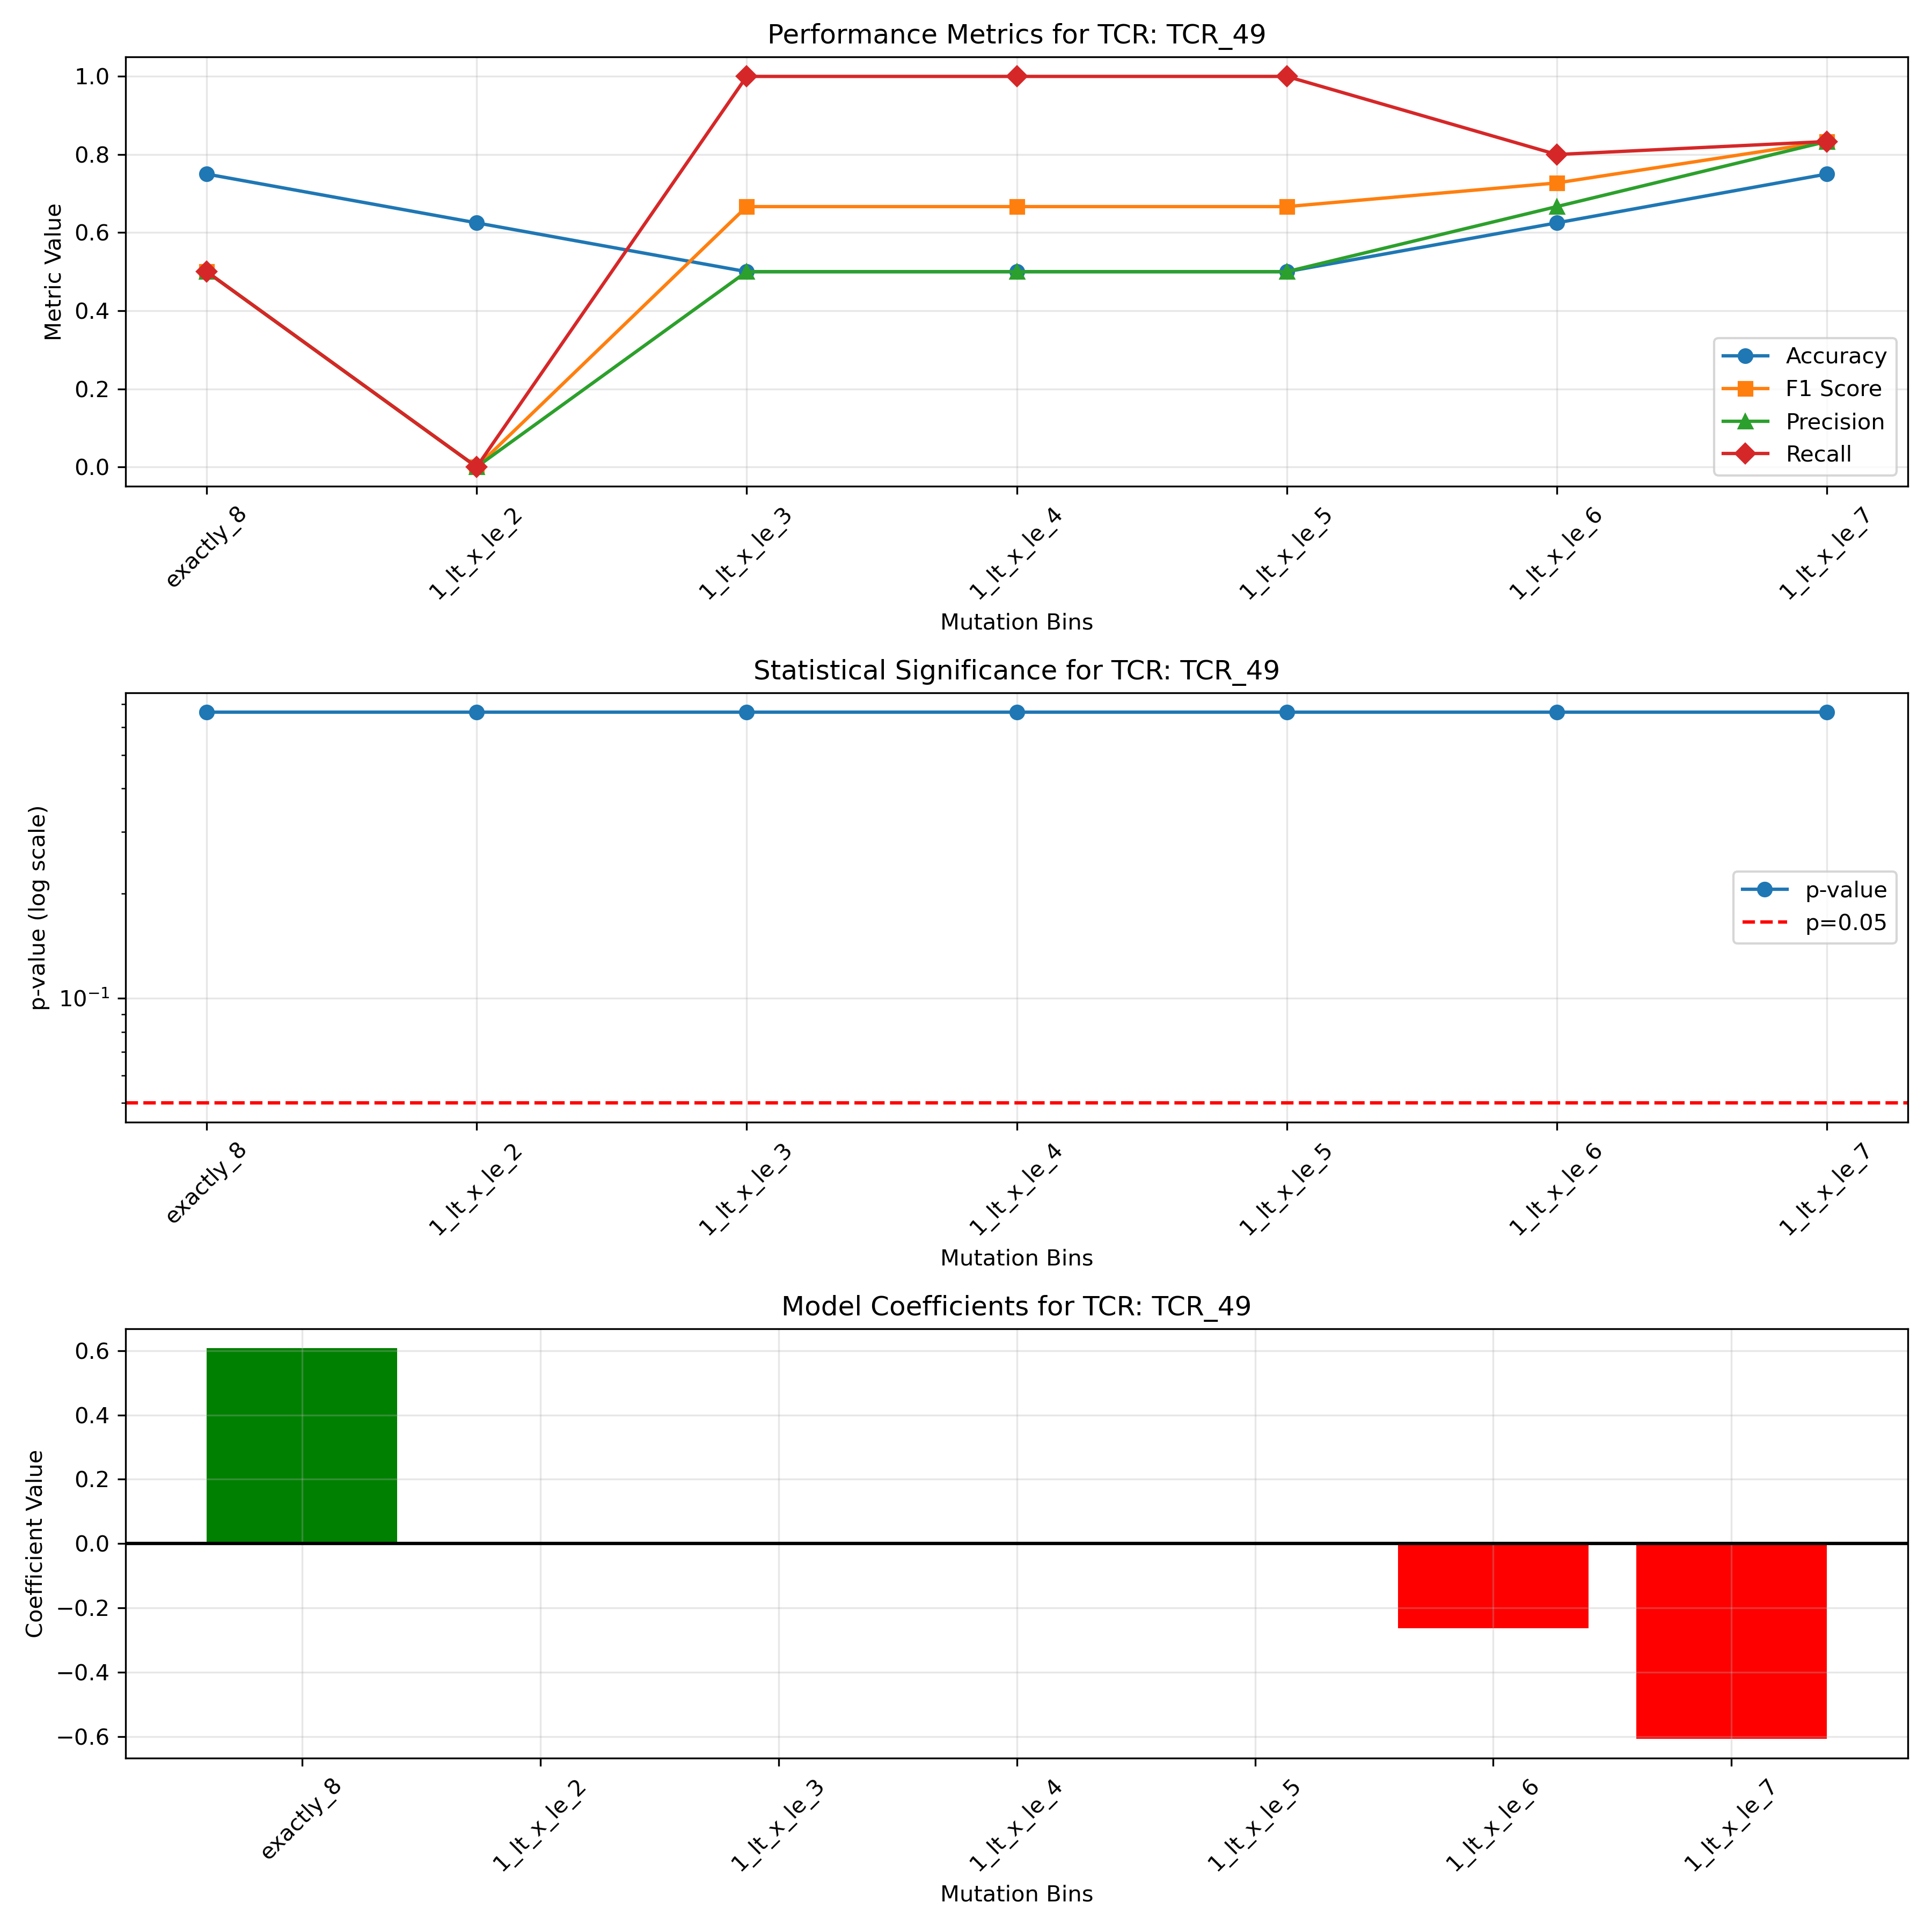 Performance Metrics for TCR: TCR_49
Metric Value
1.0
0.8
0.6
0.4
0.2
0.0
Accuracy
F1 Score
Precision
Recall
exactly_8
1_lt_x_le_2
1_lt_x_le_3
1_lt_x_le_4
1_lt_x_le_5
1_lt_x_le_6
1_lt_x_le_7
Mutation Bins
Statistical Significance for TCR: TCR_49
p-value (log scale)
10⁻¹
p-value
p=0.05
exactly_8
1_lt_x_le_2
1_lt_x_le_3
1_lt_x_le_4
1_lt_x_le_5
1_lt_x_le_6
1_lt_x_le_7
Mutation Bins
Model Coefficients for TCR: TCR_49
Coefficient Value
0.6
0.4
0.2
0.0
−0.2
−0.4
−0.6
exactly_8
1_lt_x_le_2
1_lt_x_le_3
1_lt_x_le_4
1_lt_x_le_5
1_lt_x_le_6
1_lt_x_le_7
Mutation Bins